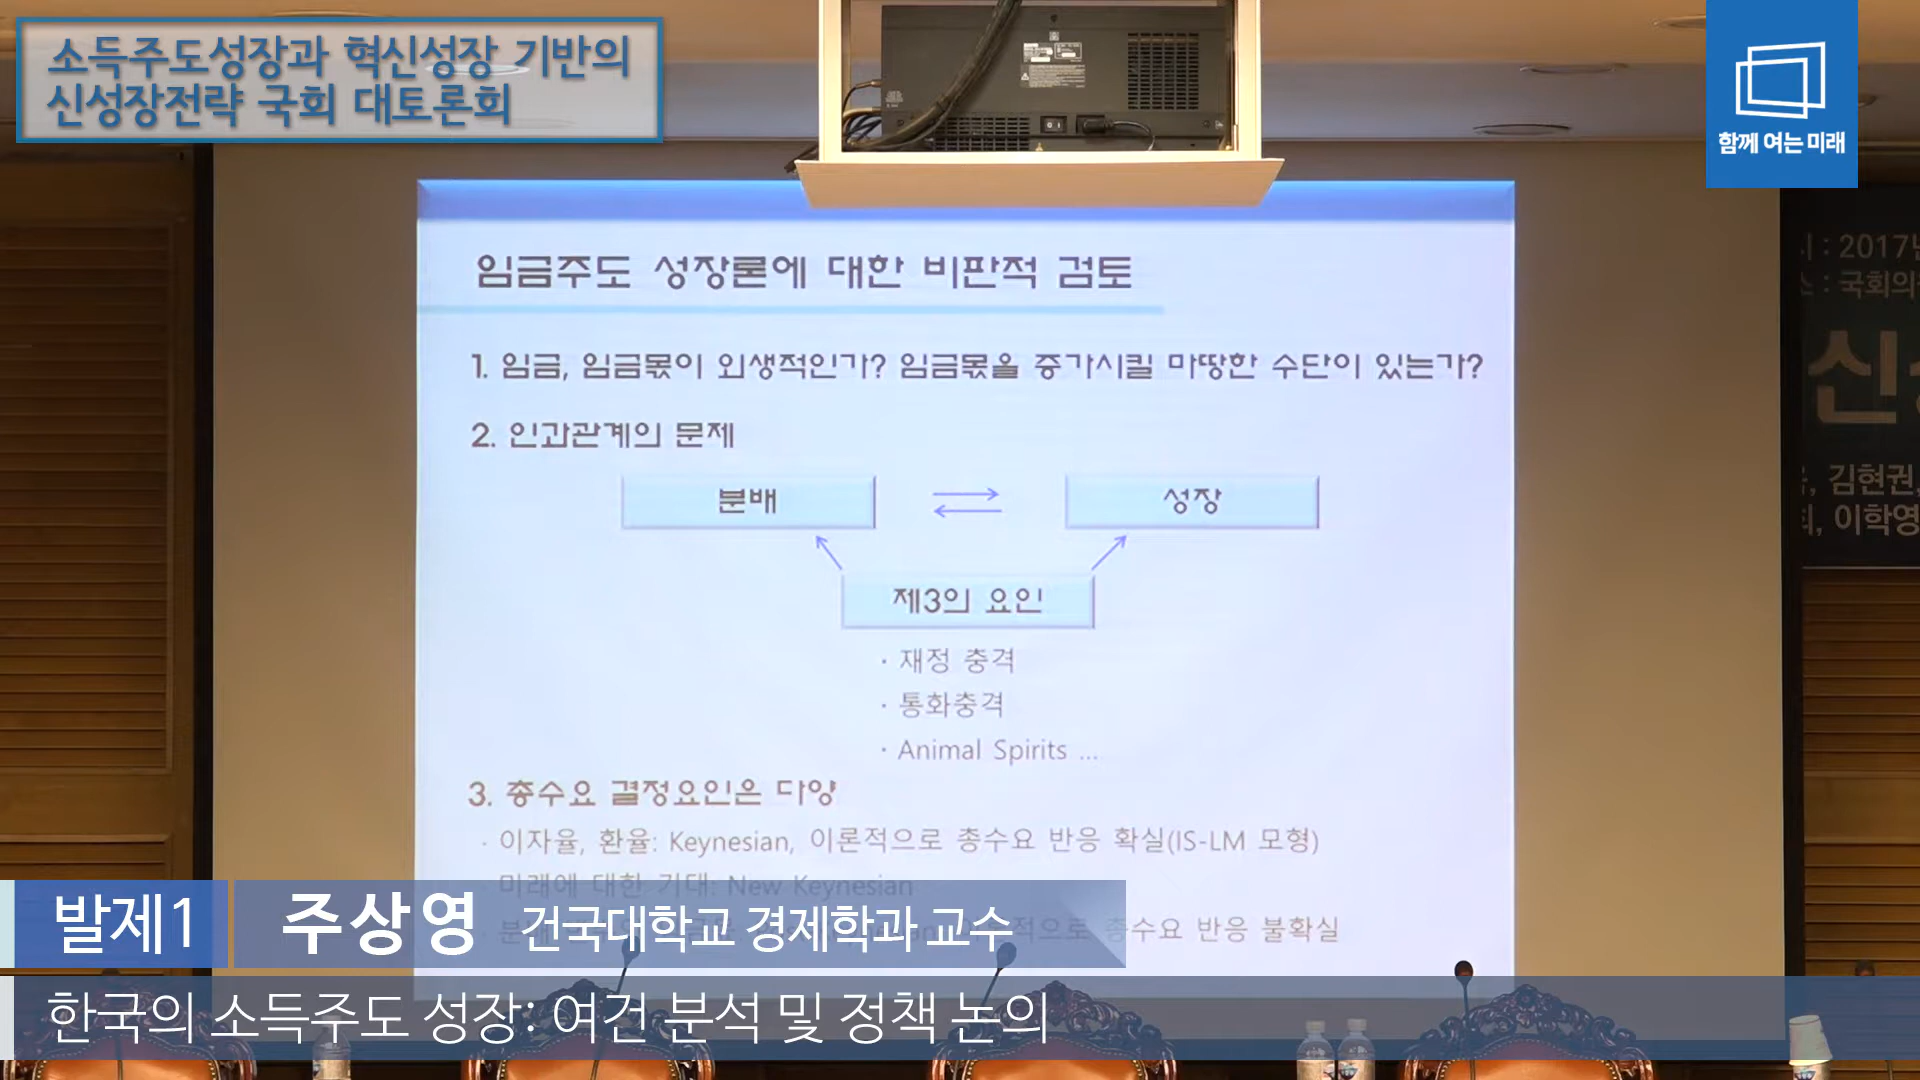 소득주도성장과 혁신성장 기반의
신성장전략 국회 대토론회
함께 여는 미래
: 2017년
: 국회의
임금주도 성장론에 대한 비판적 검토
1. 임금, 임금몫이 외생적인가? 임금몫을 증가시킬 마땅한 수단이 있는가?
2. 인과관계의 문제
분배
성장
제3의 요인
· 재정 충격
· 통화충격
· Animal Spirits ...
3. 총수요 결정요인은 다양
· 이자율, 환율: Keynesian, 이론적으로 총수요 반응 확실(IS-LM 모형)
미래에 대한 기대: New Keynesian
총수요 반응 불확실
김현권,
이학영
발제1 주상영 건국대학교 경제학과 교수
한국의 소득주도 성장: 여건 분석 및 정책 논의